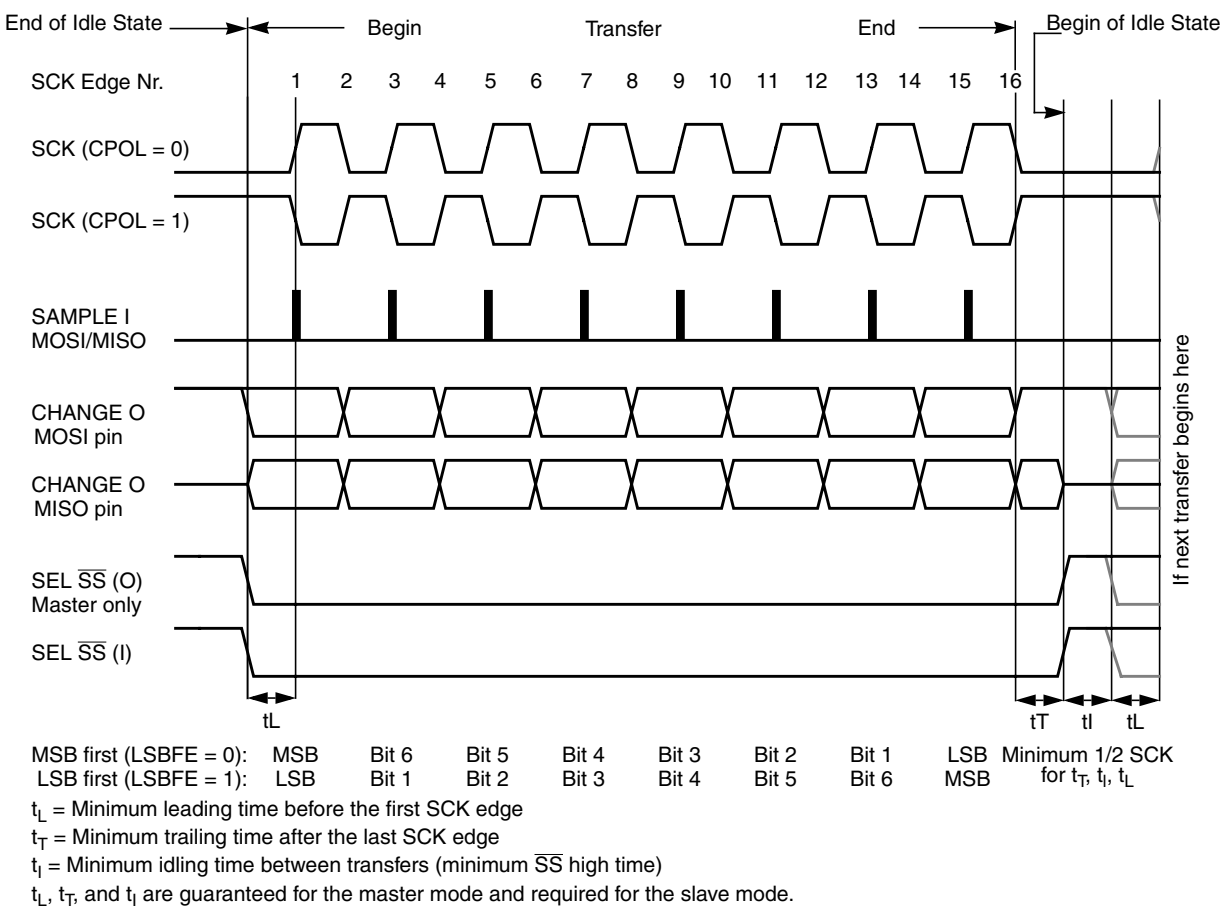 End of Idle State
Begin
Transfer
End
Begin of Idle State
SCK Edge Nr.
1 2 3 4 5 6 7 8 9 10 11 12 13 14 15 16
SCK (CPOL = 0)
SCK (CPOL = 1)
SAMPLE I
MOSI/MISO
CHANGE O
MOSI pin
CHANGE O
MISO pin
SEL S̅S̅ (O)
Master only
SEL S̅S̅ (I)
If next transfer begins here
tL
tT tI tL
MSB first (LSBFE = 0): MSB Bit 6 Bit 5 Bit 4 Bit 3 Bit 2 Bit 1 LSB
LSB first (LSBFE = 1): LSB Bit 1 Bit 2 Bit 3 Bit 4 Bit 5 Bit 6 MSB
Minimum 1/2 SCK
for tT, tI, tL
tL = Minimum leading time before the first SCK edge
tT = Minimum trailing time after the last SCK edge
tI = Minimum idling time between transfers (minimum S̅S̅ high time)
tL, tT, and tI are guaranteed for the master mode and required for the slave mode.